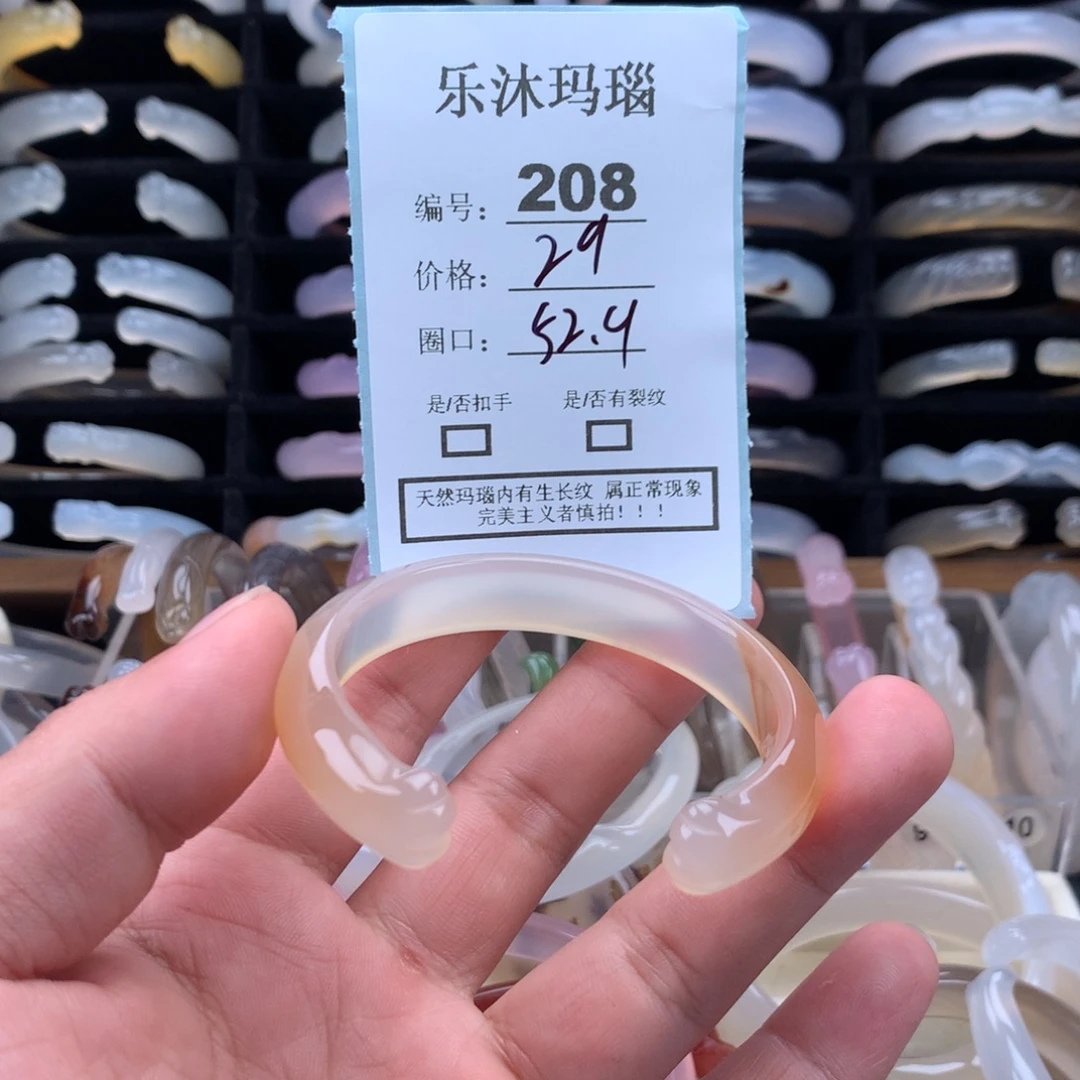 乐沐玛瑙
编号： 208
价格： 29
圈口： 52.4
是/否扣手 是/否有裂纹
天然玛瑙内有生长纹 属正常现象
完美主义者慎拍！！！